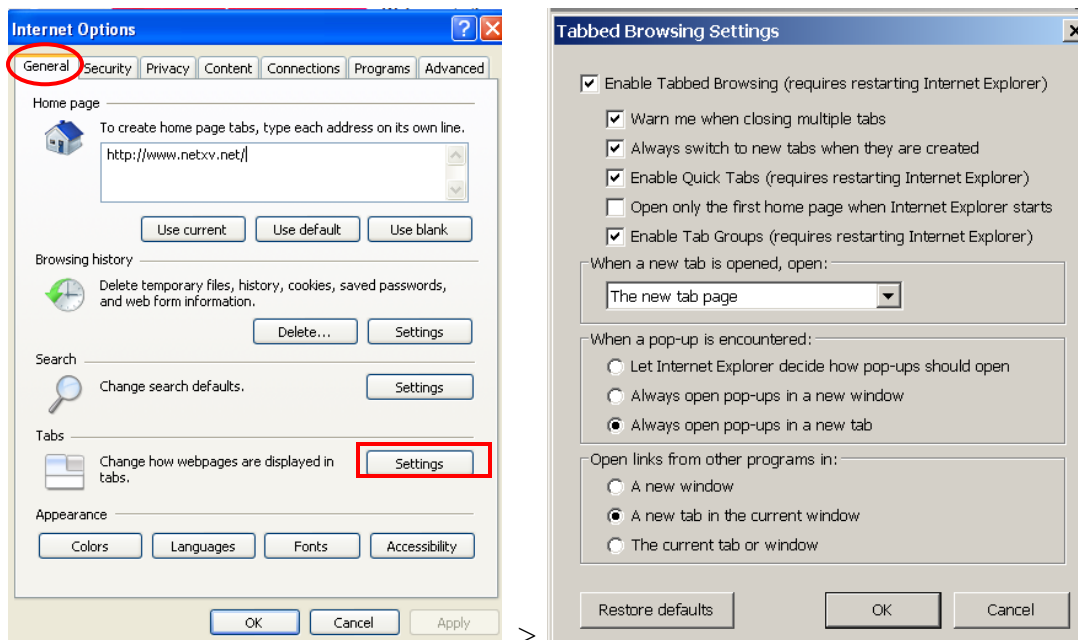 Internet Options
General Security Privacy Content Connections Programs Advanced
Home page
To create home page tabs, type each address on its own line.
http://www.netxv.net/
Use current Use default Use blank
Browsing history
Delete temporary files, history, cookies, saved passwords,
and web form information.
Delete... Settings
Search
Change search defaults.
Settings
Tabs
Change how webpages are displayed in
tabs.
Settings
Appearance
Colors Languages Fonts Accessibility
OK Cancel Apply
>
Tabbed Browsing Settings
Enable Tabbed Browsing (requires restarting Internet Explorer)
Warn me when closing multiple tabs
Always switch to new tabs when they are created
Enable Quick Tabs (requires restarting Internet Explorer)
Open only the first home page when Internet Explorer starts
Enable Tab Groups (requires restarting Internet Explorer)
When a new tab is opened, open:
The new tab page
When a pop-up is encountered:
Let Internet Explorer decide how pop-ups should open
Always open pop-ups in a new window
Always open pop-ups in a new tab
Open links from other programs in:
A new window
A new tab in the current window
The current tab or window
Restore defaults OK Cancel